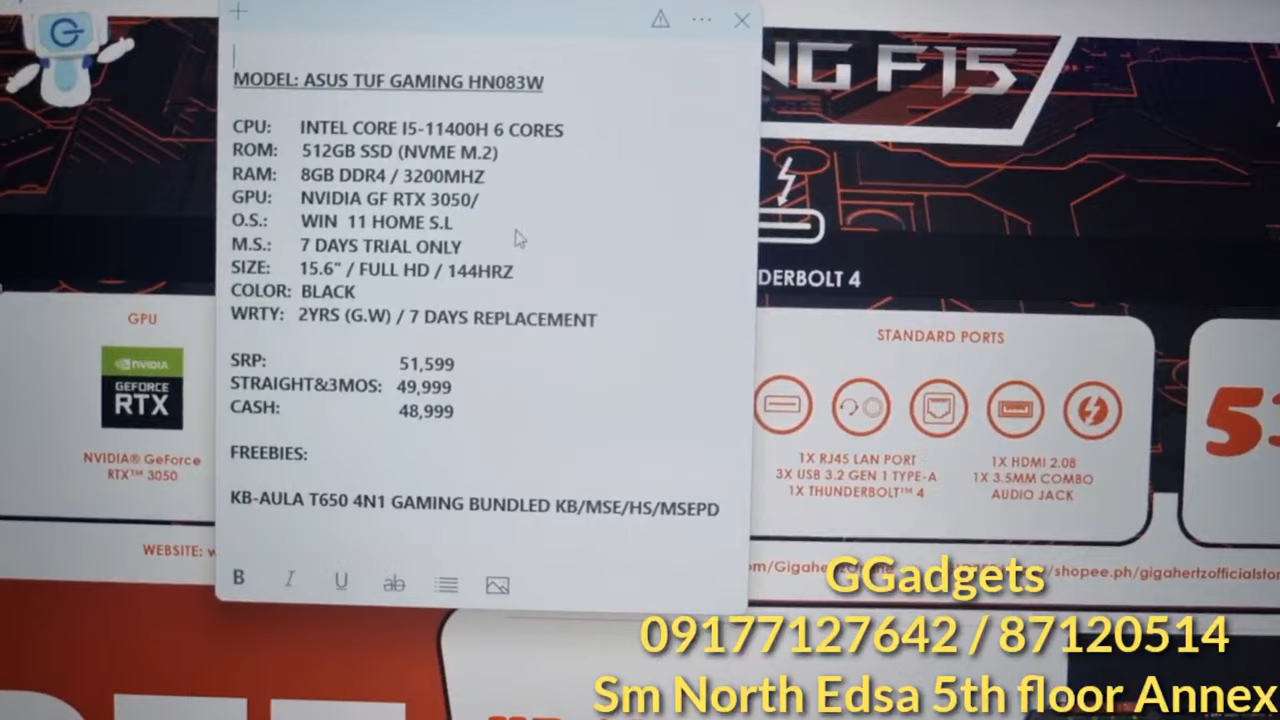 NG F15
MODEL: ASUS TUF GAMING HN083W
CPU: INTEL CORE I5-11400H 6 CORES
ROM: 512GB SSD (NVME M.2)
RAM: 8GB DDR4 / 3200MHZ
GPU: NVIDIA GF RTX 3050/
O.S.: WIN 11 HOME S.L
M.S.: 7 DAYS TRIAL ONLY
SIZE: 15.6" / FULL HD / 144HRZ
COLOR: BLACK
WRTY: 2YRS (G.W) / 7 DAYS REPLACEMENT
SRP: 51,599
STRAIGHT&3MOS: 49,999
CASH: 48,999
FREEBIES:
KB-AULA T650 4N1 GAMING BUNDLED KB/MSE/HS/MSEPD
B I U ab
GPU
NVIDIA
GEFORCE
RTX
NVIDIA® GeForce
RTX™ 3050
WEBSITE: w
DERBOLT 4
STANDARD PORTS
1X RJ45 LAN PORT
3X USB 3.2 GEN 1 TYPE-A
1X THUNDERBOLT™ 4
1X HDMI 2.0B
1X 3.5MM COMBO
AUDIO JACK
5
/shopee.ph/gigahertzofficialsto
GGadgets
09177127642 / 87120514
Sm North Edsa 5th floor Annex